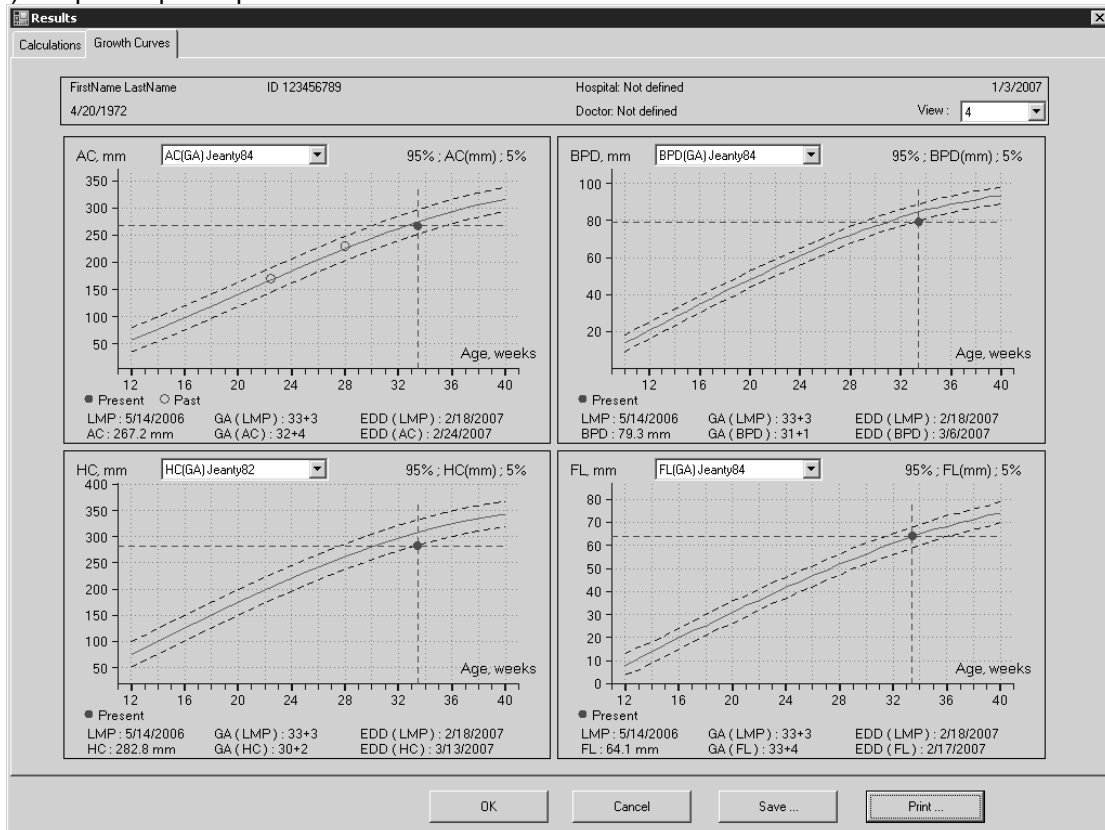 Results
Calculations Growth Curves
FirstName LastName ID 123456789 Hospital: Not defined 1/3/2007
4/20/1972 Doctor: Not defined View : 4
AC, mm AC(GA) Jeanty84 95% ; AC(mm) ; 5%
350
300
250
200
150
100
50
Age, weeks
12 16 20 24 28 32 36 40
Present Past
LMP : 5/14/2006 GA ( LMP ) : 33+3 EDD ( LMP ) : 2/18/2007
AC : 267.2 mm GA ( AC ) : 32+4 EDD ( AC ) : 2/24/2007
BPD, mm BPD(GA) Jeanty84 95% ; BPD(mm) ; 5%
100
80
60
40
20
Age, weeks
12 16 20 24 28 32 36 40
Present
LMP : 5/14/2006 GA ( LMP ) : 33+3 EDD ( LMP ) : 2/18/2007
BPD : 79.3 mm GA ( BPD ) : 31+1 EDD ( BPD ) : 3/6/2007
HC, mm HC(GA) Jeanty82 95% ; HC(mm) ; 5%
400
350
300
250
200
150
100
50
Age, weeks
12 16 20 24 28 32 36 40
Present
LMP : 5/14/2006 GA ( LMP ) : 33+3 EDD ( LMP ) : 2/18/2007
HC : 282.8 mm GA ( HC ) : 30+2 EDD ( HC ) : 3/13/2007
FL, mm FL(GA) Jeanty84 95% ; FL(mm) ; 5%
80
70
60
50
40
30
20
10
0
Age, weeks
12 16 20 24 28 32 36 40
Present
LMP : 5/14/2006 GA ( LMP ) : 33+3 EDD ( LMP ) : 2/18/2007
FL : 64.1 mm GA ( FL ) : 33+4 EDD ( FL ) : 2/17/2007
OK Cancel Save ... Print ...